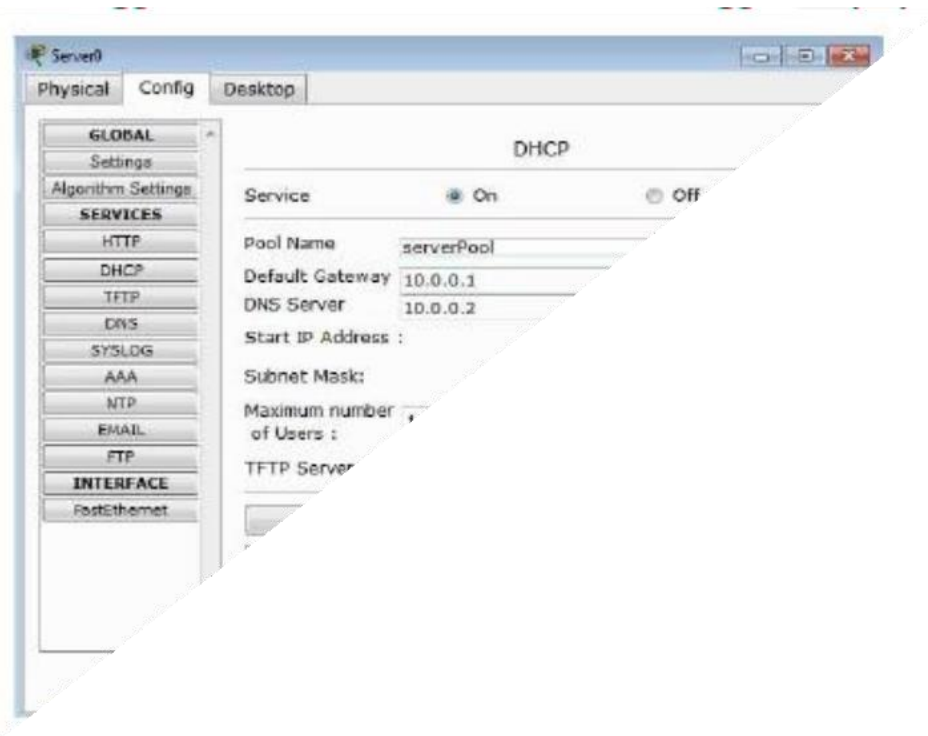 Server0
Physical Config Desktop
GLOBAL
Settings
Algorithm Settings
SERVICES
HTTP
DHCP
TFTP
DNS
SYSLOG
AAA
NTP
EMAIL
FTP
INTERFACE
FastEthernet
DHCP
Service On Off
Pool Name serverPool
Default Gateway 10.0.0.1
DNS Server 10.0.0.2
Start IP Address :
Subnet Mask:
Maximum number
of Users :
TFTP Server